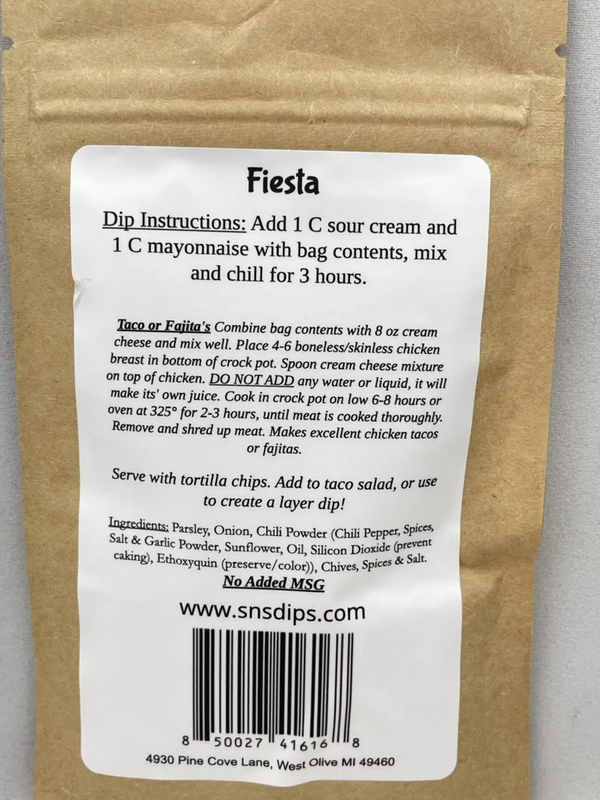 Fiesta
Dip Instructions: Add 1 C sour cream and
1 C mayonnaise with bag contents, mix
and chill for 3 hours.
Taco or Fajita's Combine bag contents with 8 oz cream
cheese and mix well. Place 4-6 boneless/skinless chicken
breast in bottom of crock pot. Spoon cream cheese mixture
on top of chicken. DO NOT ADD any water or liquid, it will
make its' own juice. Cook in crock pot on low 6-8 hours or
oven at 325° for 2-3 hours, until meat is cooked thoroughly.
Remove and shred up meat. Makes excellent chicken tacos
or fajitas.
Serve with tortilla chips. Add to taco salad, or use
to create a layer dip!
Ingredients: Parsley, Onion, Chili Powder (Chili Pepper, Spices,
Salt & Garlic Powder, Sunflower, Oil, Silicon Dioxide (prevent
caking), Ethoxyquin (preserve/color)), Chives, Spices & Salt.
No Added MSG
www.snsdips.com
8 50027 41616 8
4930 Pine Cove Lane, West Olive MI 49460